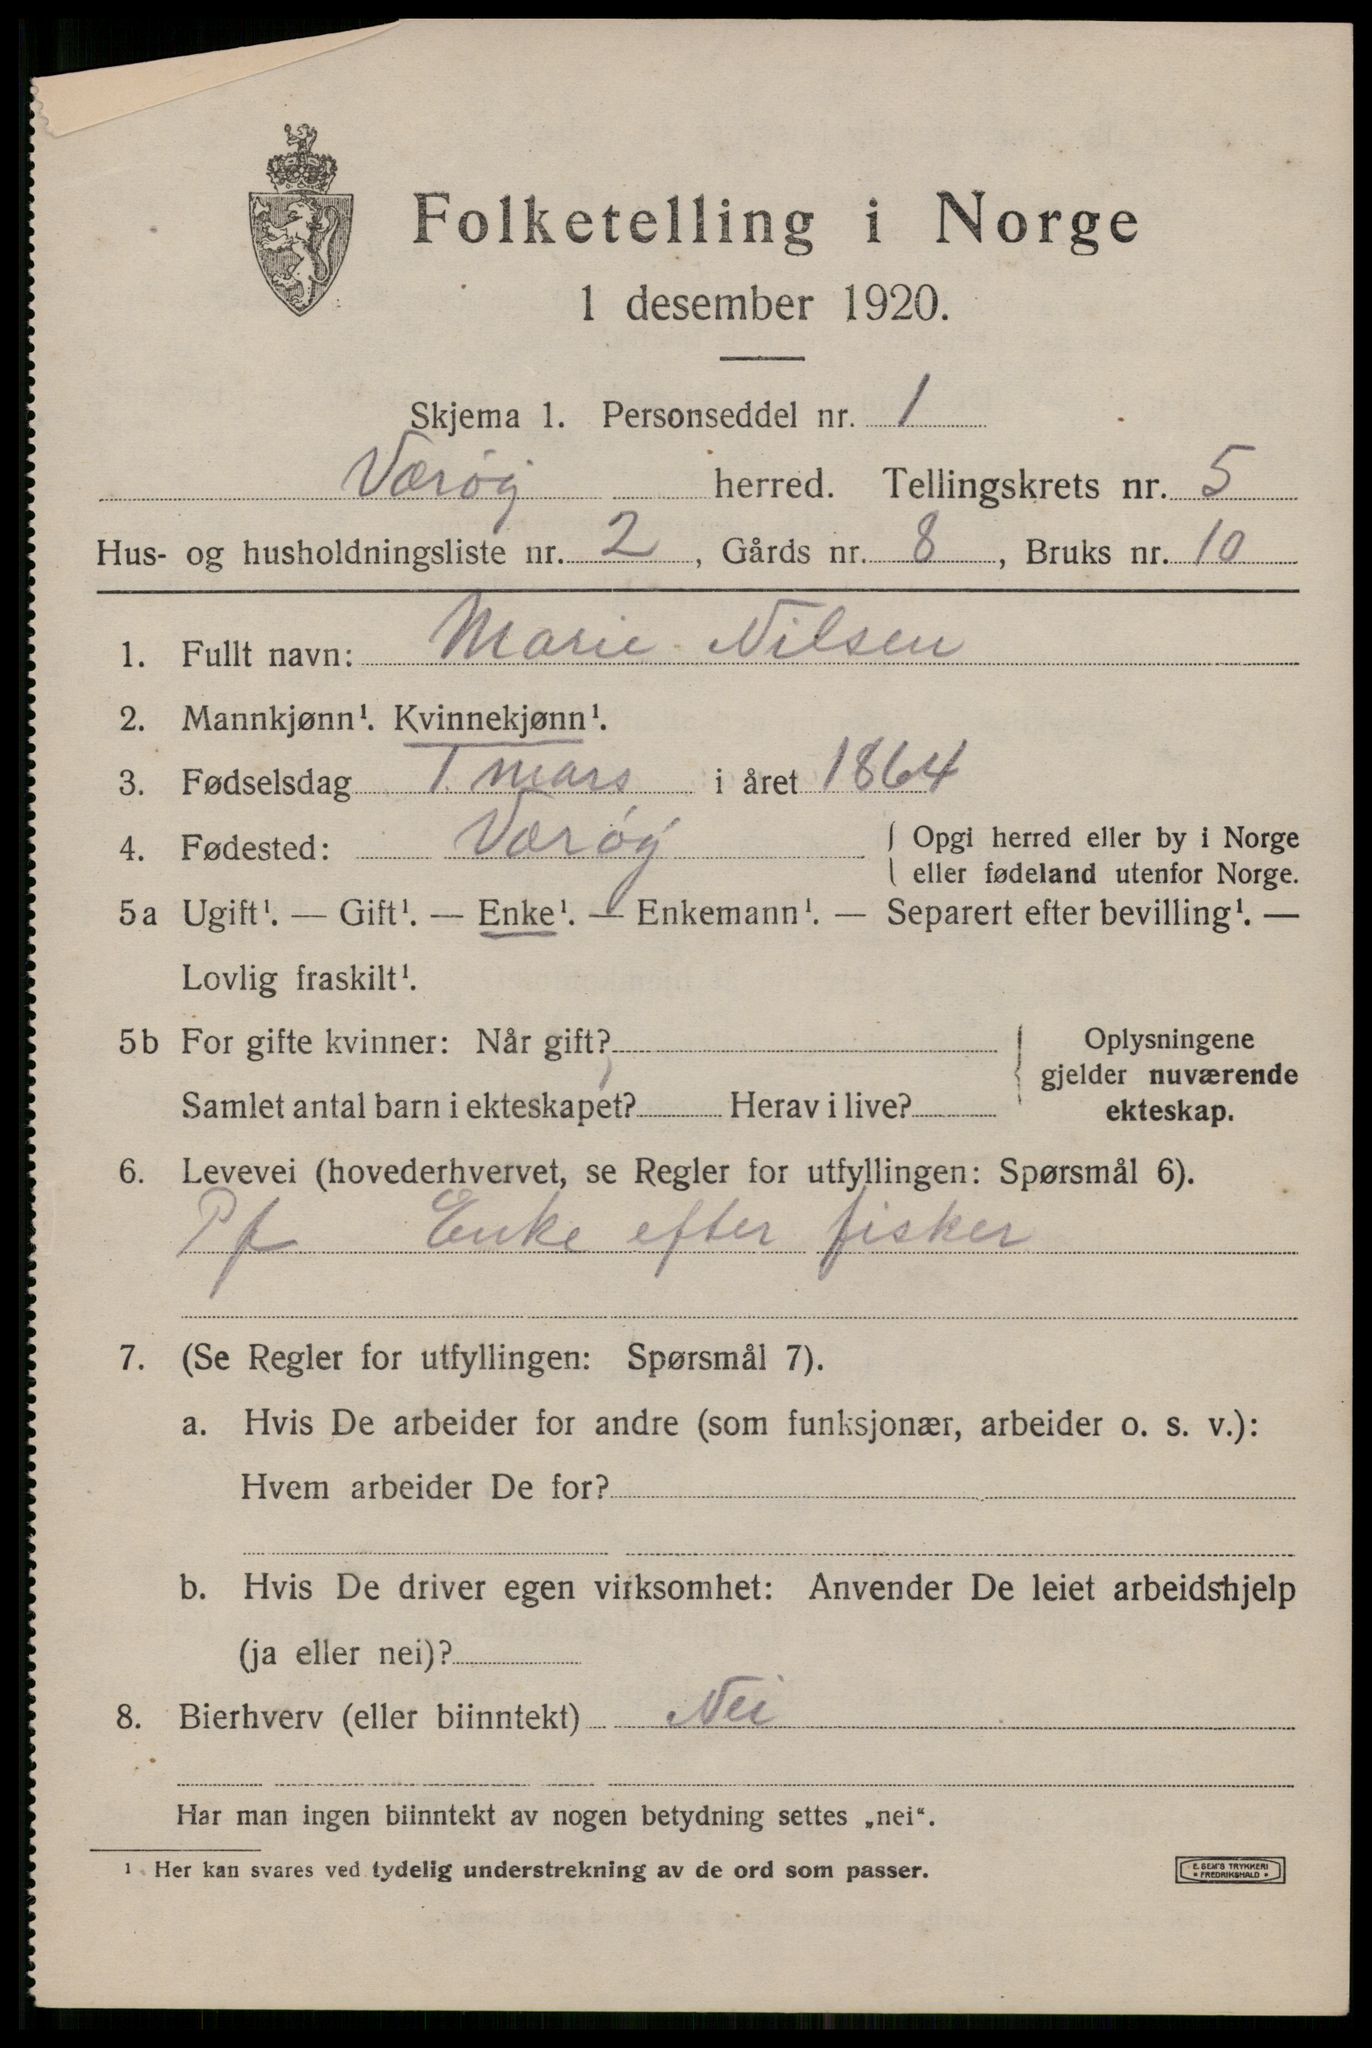 Folketelling i Norge
1 desember 1920.
Skjema 1. Personseddel nr. 1
Værøy herred. Tellingskrets nr. 5
Hus- og husholdningsliste nr. 2, Gårds nr. 8, Bruks nr. 10
1. Fullt navn: Marie Nilsen
2. Mannkjønn¹. Kvinnekjønn¹.
3. Fødselsdag 1 mars i året 1864
4. Fødested: Værøy { Opgi herred eller by i Norge
eller fødeland utenfor Norge.
5a Ugift¹. — Gift¹. — Enke¹. — Enkemann¹. — Separert efter bevilling¹. —
Lovlig fraskilt¹.
5b For gifte kvinner: Når gift?
Samlet antal barn i ekteskapet? Herav i live?
{ Oplysningene
gjelder nuværende
ekteskap.
6. Levevei (hovederhvervet, se Regler for utfyllingen: Spørsmål 6).
Pf Enke efter fisker
7. (Se Regler for utfyllingen: Spørsmål 7).
a. Hvis De arbeider for andre (som funksjonær, arbeider o. s. v.):
Hvem arbeider De for?
b. Hvis De driver egen virksomhet: Anvender De leiet arbeidshjelp
(ja eller nei)?
8. Bierhverv (eller biinntekt) Nei
Har man ingen biinntekt av nogen betydning settes „nei“.
¹ Her kan svares ved tydelig understrekning av de ord som passer.
E. SEM'S TRYKKERI
* FREDRIKSHALD *